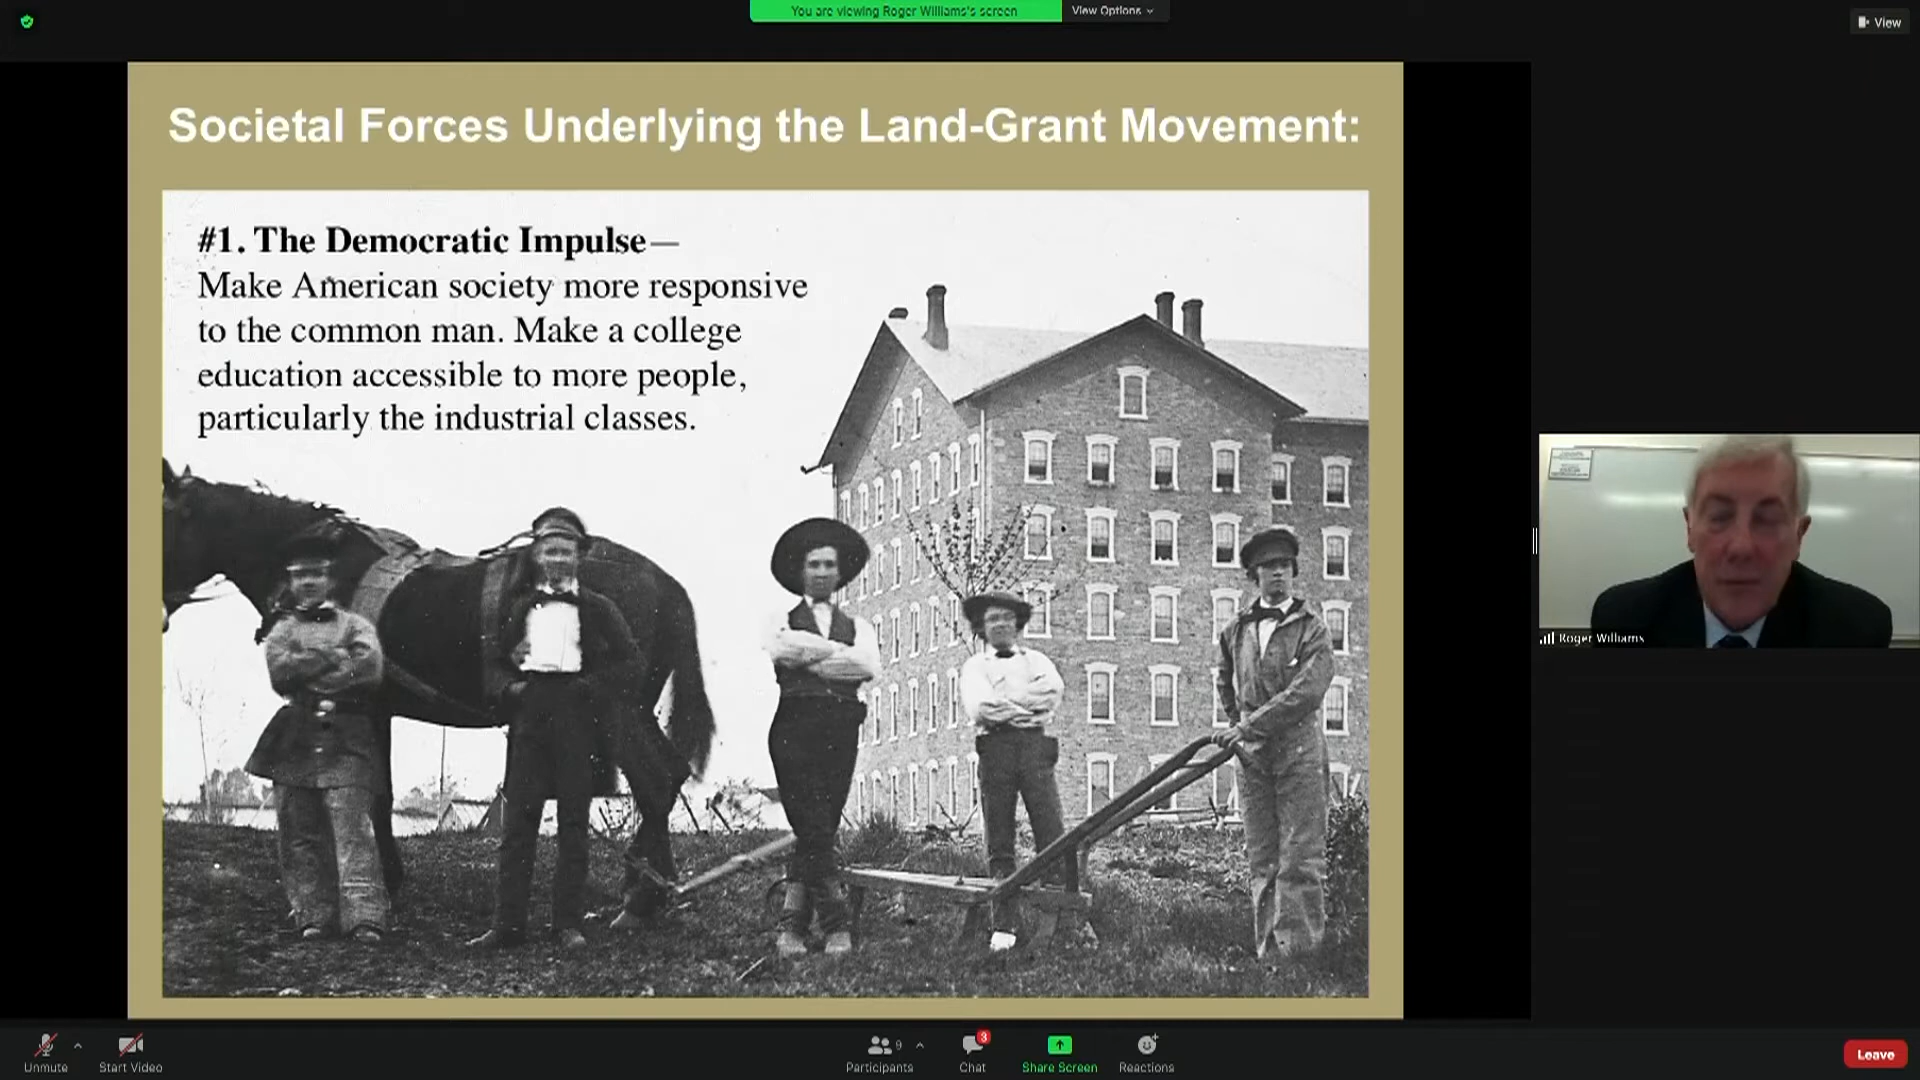 You are viewing Roger Williams's screen
View Options
View
Societal Forces Underlying the Land-Grant Movement:
#1. The Democratic Impulse—
Make American society more responsive
to the common man. Make a college
education accessible to more people,
particularly the industrial classes.
Roger Williams
Unmute
Start Video
9
Participants
3
Chat
Share Screen
Reactions
Leave